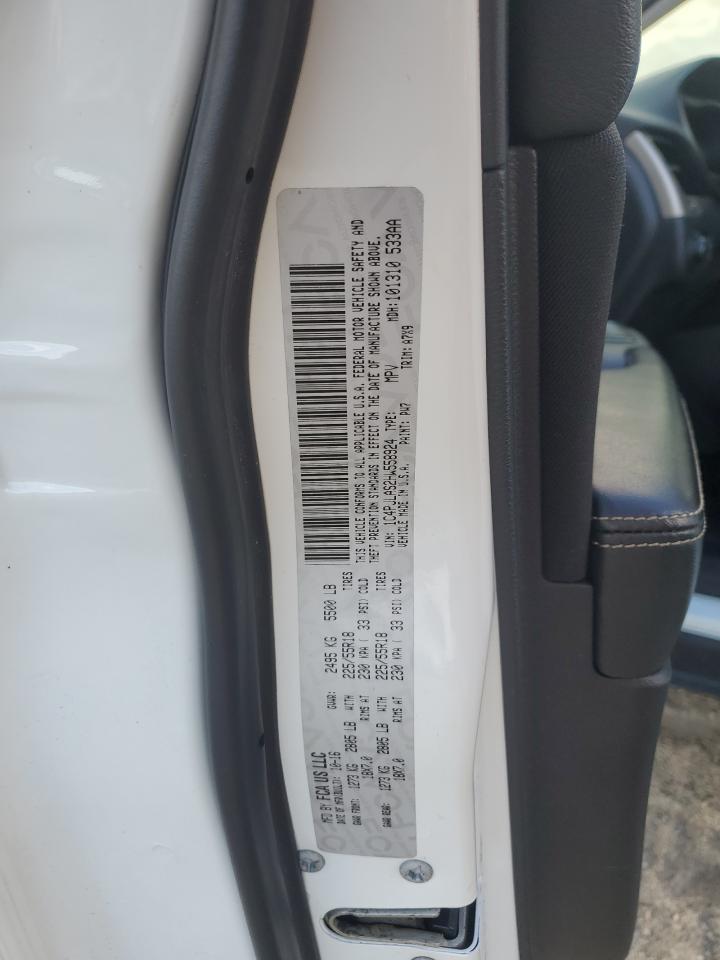 MFD BY FCA US LLC
DATE OF MFR(BUILT): 10-16 GVWR: 2495 KG 5500 LB
GAWR FRONT: 1273 KG 2805 LB WITH 225/55R18 TIRES
18X7.0 RIMS AT 230 KPA ( 33 PSI) COLD
GAWR REAR: 1273 KG 2805 LB WITH 225/55R18 TIRES
18X7.0 RIMS AT 230 KPA ( 33 PSI) COLD
THIS VEHICLE CONFORMS TO ALL APPLICABLE U.S.A. FEDERAL MOTOR VEHICLE SAFETY AND
THEFT PREVENTION STANDARDS IN EFFECT ON THE DATE OF MANUFACTURE SHOWN ABOVE.
VIN: 1C4PJLAS2HW558924 TYPE: MPV MDH: 101310 533AA
VEHICLE MADE IN U.S.A. PAINT: PW7 TRIM: A7X9